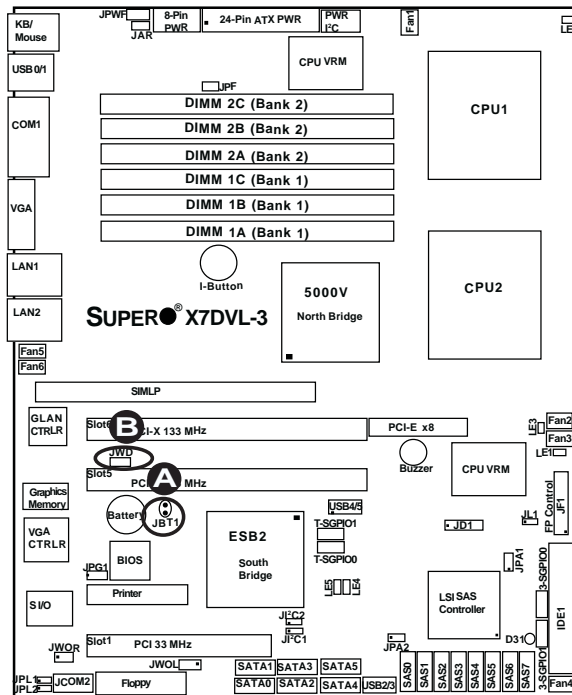 KB/
Mouse
JPWF
JAR
8-Pin
PWR
24-Pin ATX PWR
PWR
I²C
Fan1
LE
USB0/1
CPU VRM
JPF
COM1
DIMM 2C (Bank 2)
DIMM 2B (Bank 2)
DIMM 2A (Bank 2)
DIMM 1C (Bank 1)
DIMM 1B (Bank 1)
DIMM 1A (Bank 1)
CPU1
VGA
LAN1
LAN2
I-Button
5000V
North Bridge
CPU2
SUPER® X7DVL-3
Fan5
Fan6
SIMLP
GLAN
CTRLR
Slot6
B
PCI-X 133 MHz
PCI-E x8
LE3
Fan2
Fan3
JWD
Buzzer
CPU VRM
LE1
Slot5
A
PCI MHz
Graphics
Memory
Battery
JBT1
USB4/5
FP Control
JF1
VGA
CTRLR
ESB2
South
Bridge
T-SGPIO1
T-SGPIO0
JD1
JL1
BIOS
JPG1
Printer
LE5
LE4
JPA1
3-SGPIO0
S I/O
LSI SAS
Controller
IDE1
JI²C2
JI²C1
Slot1
PCI 33 MHz
JPA2
D31
3-SGPIO1
JWOR
JWOL
JPL1
JPL2
JCOM2
Floppy
SATA1
SATA3
SATA5
SATA0
SATA2
SATA4
USB2/3
SAS0
SAS1
SAS2
SAS3
SAS4
SAS5
SAS6
SAS7
Fan4